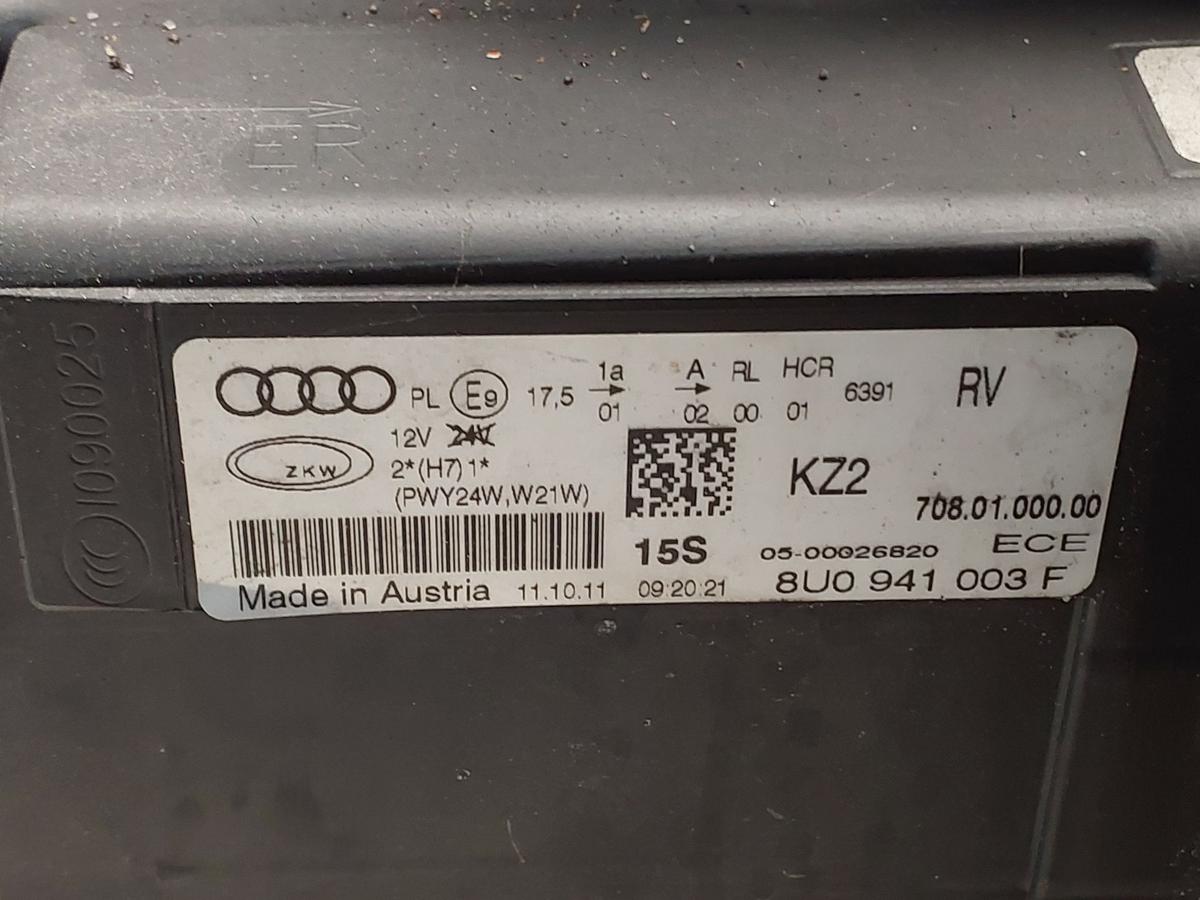 ER
I090025
PL E9 17,5 1a 01 A 02 RL 00 HCR 01 6391 RV
12V 24V
ZKW
2*(H7)1*
(PWY24W,W21W)
KZ2
708.01.000.00
15S 05-00026820 ECE
Made in Austria 11.10.11 09:20:21 8U0 941 003 F